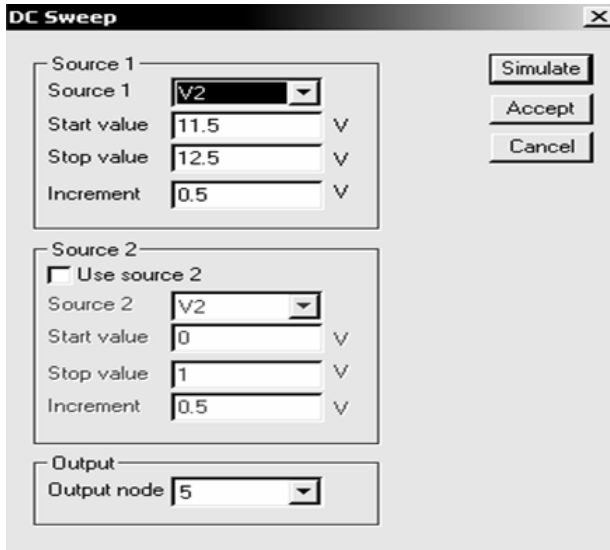 DC Sweep
Source 1
Source 1 V2
Start value 11.5 V
Stop value 12.5 V
Increment 0.5 V
Simulate
Accept
Cancel
Source 2
Use source 2
Source 2 V2
Start value 0 V
Stop value 1 V
Increment 0.5 V
Output
Output node 5